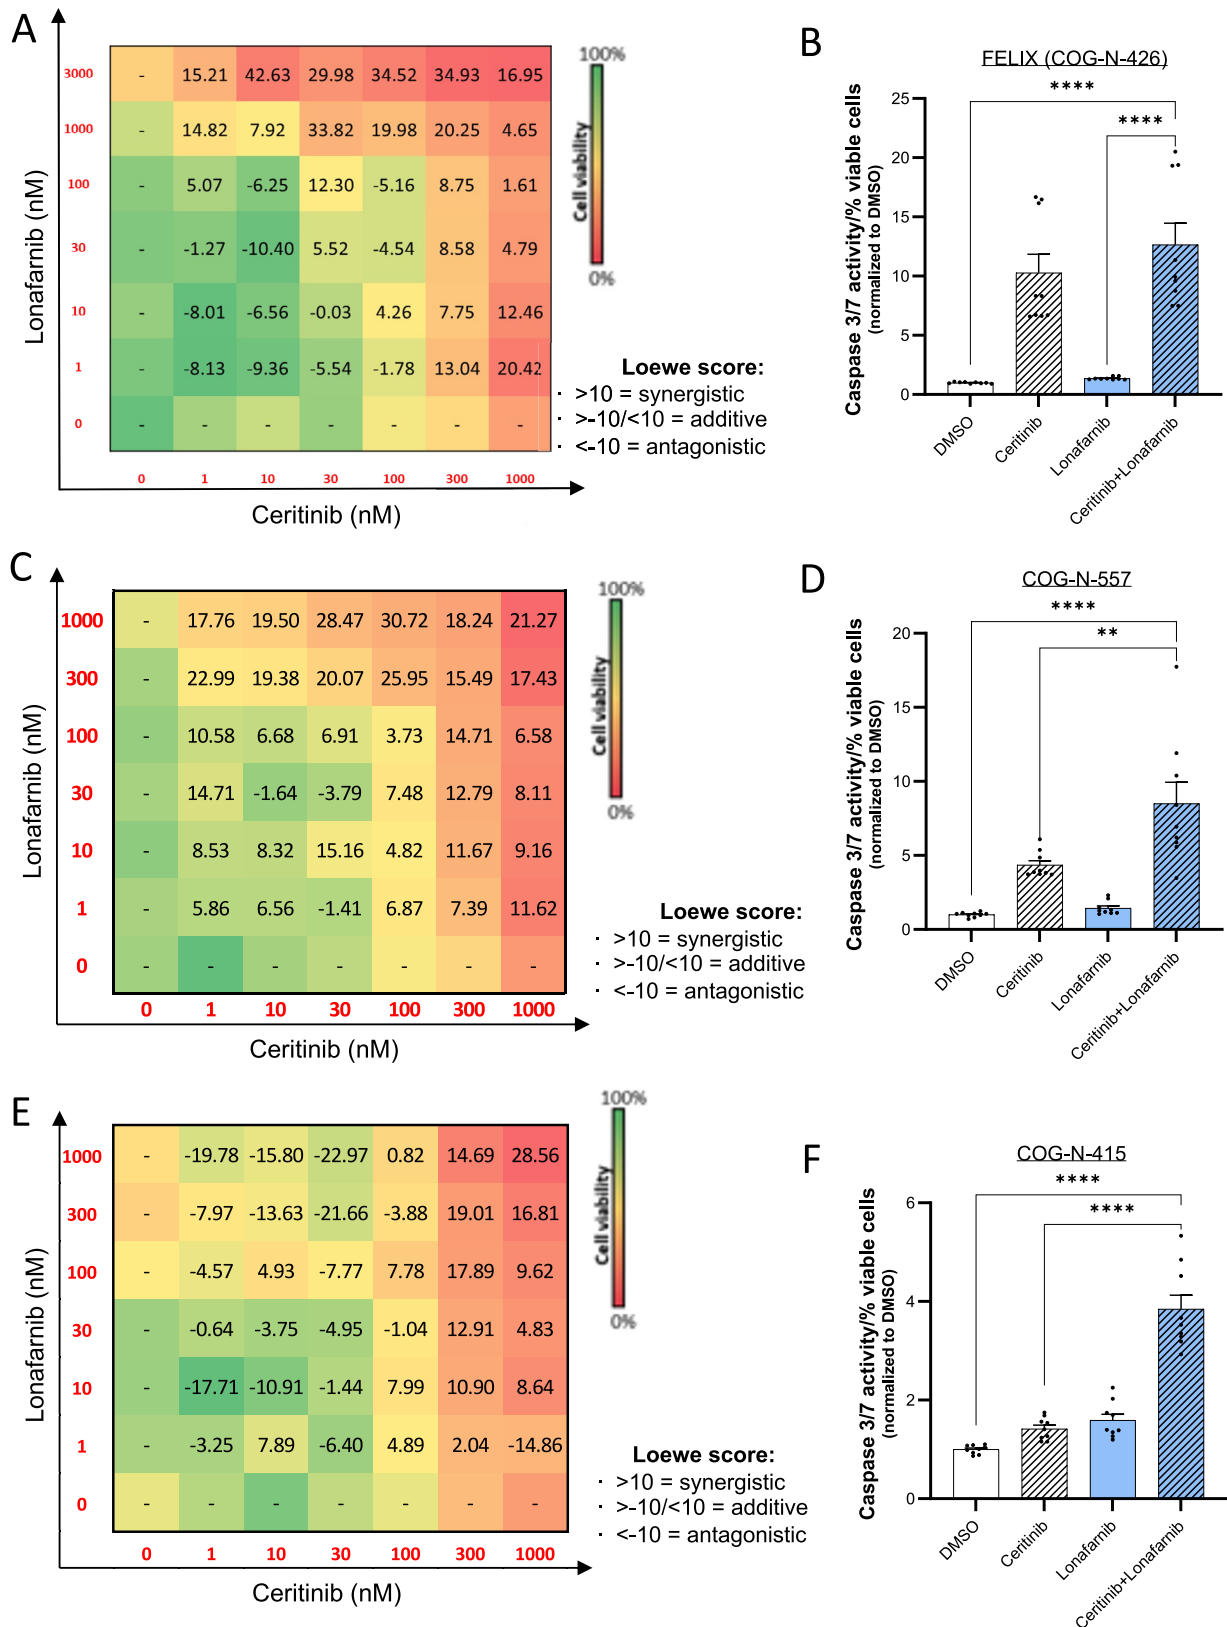 A
Lonafarnib (nM)
3000 - 15.21 42.63 29.98 34.52 34.93 16.95
1000 - 14.82 7.92 33.82 19.98 20.25 4.65
100 - 5.07 -6.25 12.30 -5.16 8.75 1.61
30 - -1.27 -10.40 5.52 -4.54 8.58 4.79
10 - -8.01 -6.56 -0.03 4.26 7.75 12.46
1 - -8.13 -9.36 -5.54 -1.78 13.04 20.42
0 - - - - - - -
0 1 10 30 100 300 1000
Ceritinib (nM)
100%
Cell viability
0%
Loewe score:
· >10 = synergistic
· >-10/<10 = additive
· <-10 = antagonistic
B
FELIX (COG-N-426)
****
****
Caspase 3/7 activity/% viable cells
(normalized to DMSO)
25
20
15
10
5
0
DMSO
Ceritinib
Lonafarnib
Ceritinib+Lonafarnib
C
Lonafarnib (nM)
1000 - 17.76 19.50 28.47 30.72 18.24 21.27
300 - 22.99 19.38 20.07 25.95 15.49 17.43
100 - 10.58 6.68 6.91 3.73 14.71 6.58
30 - 14.71 -1.64 -3.79 7.48 12.79 8.11
10 - 8.53 8.32 15.16 4.82 11.67 9.16
1 - 5.86 6.56 -1.41 6.87 7.39 11.62
0 - - - - - - -
0 1 10 30 100 300 1000
Ceritinib (nM)
100%
Cell viability
0%
Loewe score:
· >10 = synergistic
· >-10/<10 = additive
· <-10 = antagonistic
D
COG-N-557
****
**
Caspase 3/7 activity/% viable cells
(normalized to DMSO)
20
15
10
5
0
DMSO
Ceritinib
Lonafarnib
Ceritinib+Lonafarnib
E
Lonafarnib (nM)
1000 - -19.78 -15.80 -22.97 0.82 14.69 28.56
300 - -7.97 -13.63 -21.66 -3.88 19.01 16.81
100 - -4.57 4.93 -7.77 7.78 17.89 9.62
30 - -0.64 -3.75 -4.95 -1.04 12.91 4.83
10 - -17.71 -10.91 -1.44 7.99 10.90 8.64
1 - -3.25 7.89 -6.40 4.89 2.04 -14.86
0 - - - - - - -
0 1 10 30 100 300 1000
Ceritinib (nM)
100%
Cell viability
0%
Loewe score:
· >10 = synergistic
· >-10/<10 = additive
· <-10 = antagonistic
F
COG-N-415
****
****
Caspase 3/7 activity/% viable cells
(normalized to DMSO)
6
4
2
0
DMSO
Ceritinib
Lonafarnib
Ceritinib+Lonafarnib